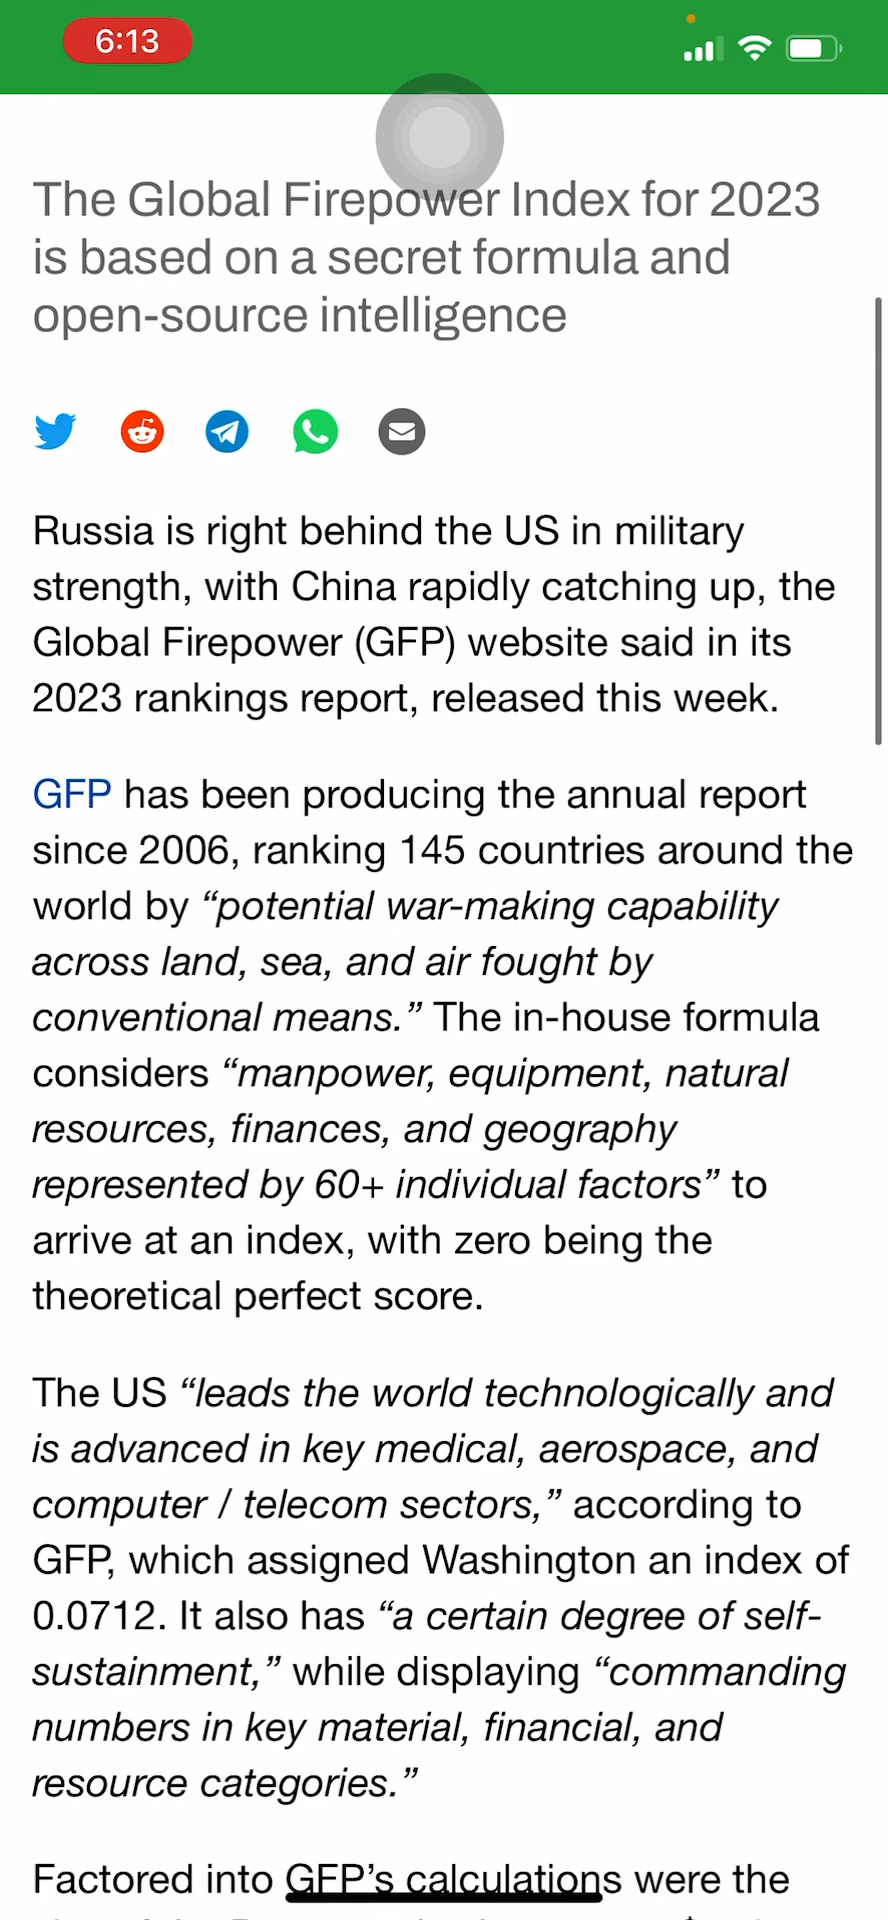 6:13
The Global Firepower Index for 2023
is based on a secret formula and
open-source intelligence
Russia is right behind the US in military
strength, with China rapidly catching up, the
Global Firepower (GFP) website said in its
2023 rankings report, released this week.
GFP has been producing the annual report
since 2006, ranking 145 countries around the
world by “potential war-making capability
across land, sea, and air fought by
conventional means.” The in-house formula
considers “manpower, equipment, natural
resources, finances, and geography
represented by 60+ individual factors” to
arrive at an index, with zero being the
theoretical perfect score.
The US “leads the world technologically and
is advanced in key medical, aerospace, and
computer / telecom sectors,” according to
GFP, which assigned Washington an index of
0.0712. It also has “a certain degree of self-
sustainment,” while displaying “commanding
numbers in key material, financial, and
resource categories.”
Factored into GFP’s calculations were the